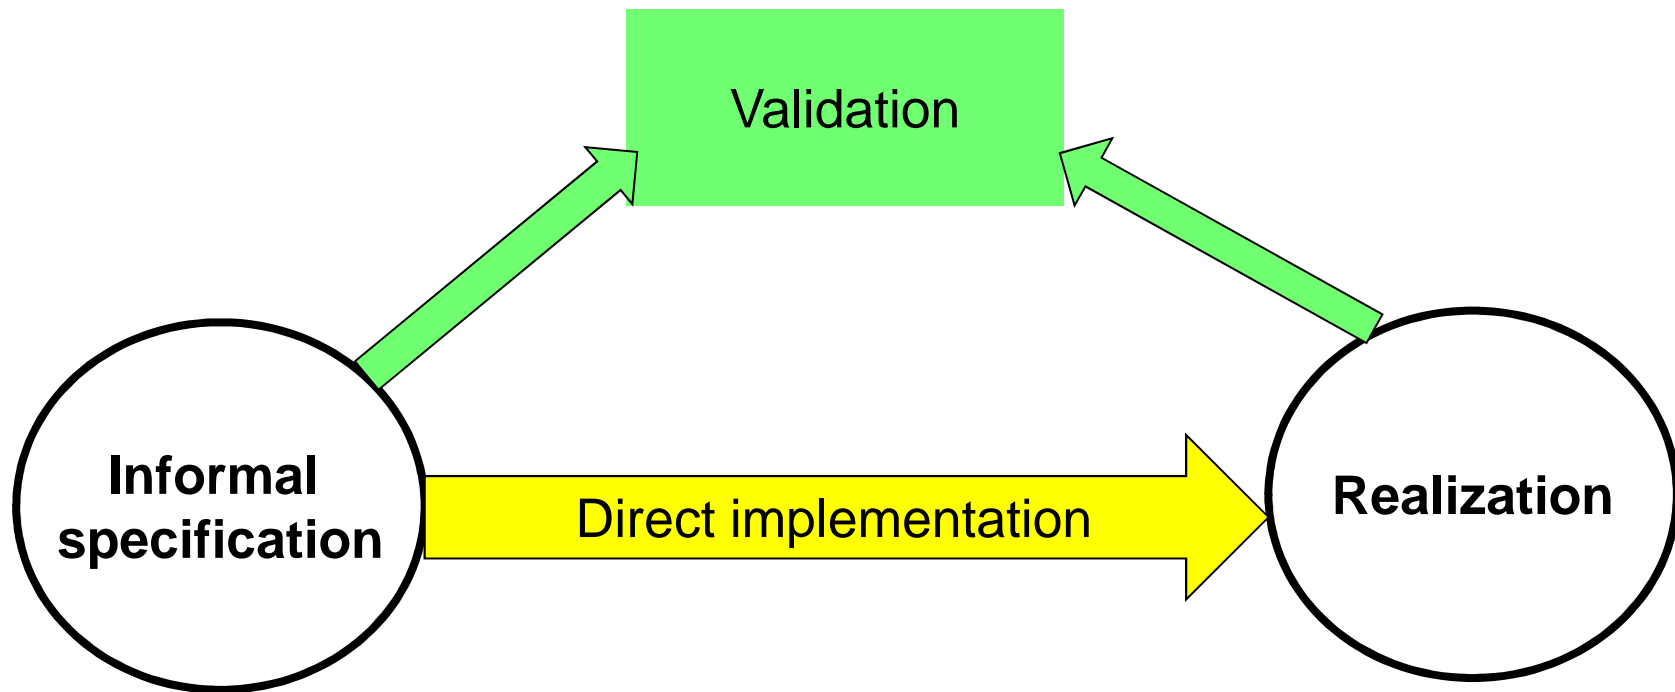 Validation
Informal
specification
Direct implementation
Realization